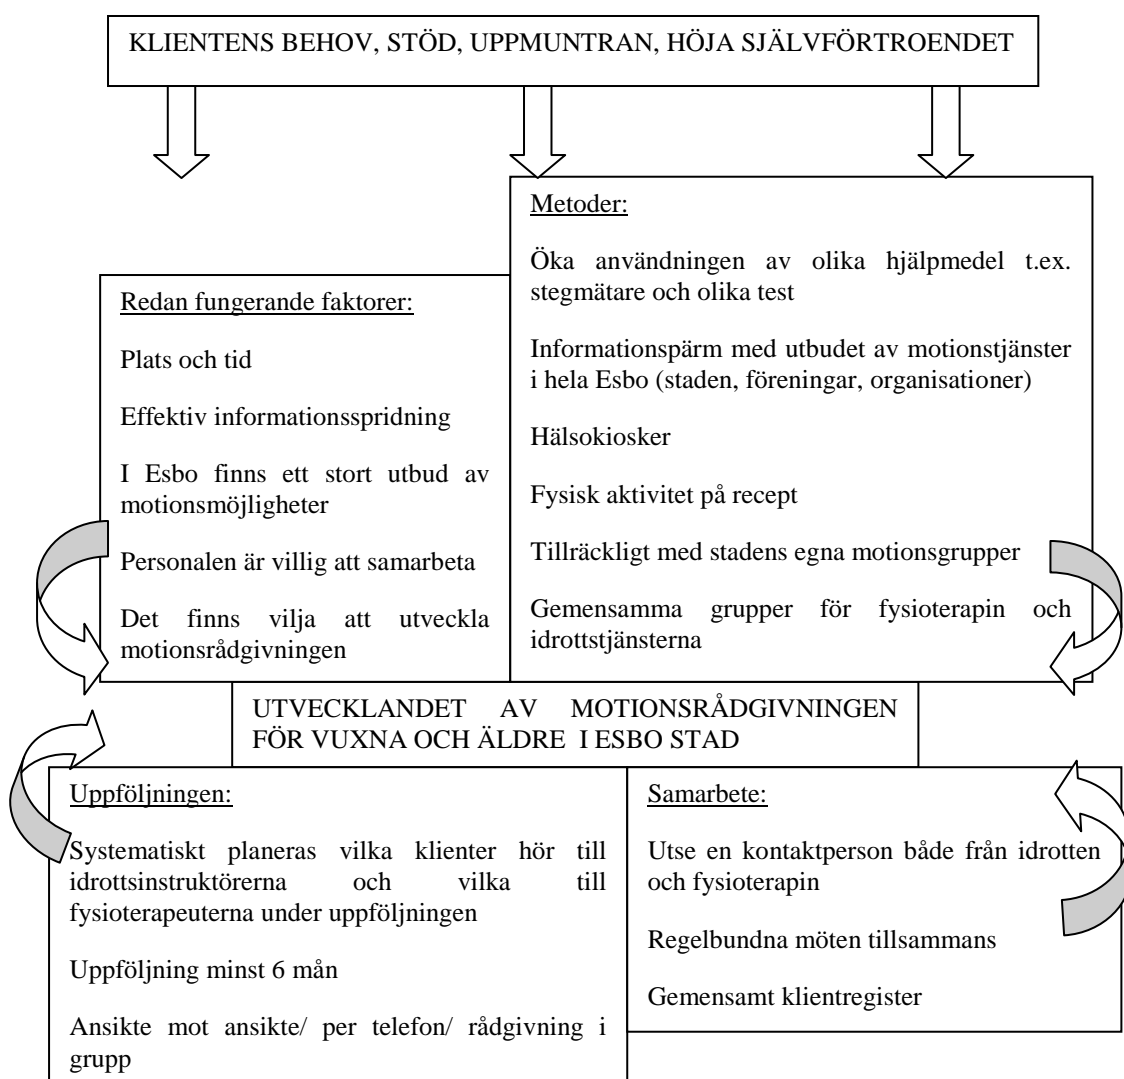 KLIENTENS BEHOV, STÖD, UPPMUNTRAN, HÖJA SJÄLVFÖRTROENDET
Redan fungerande faktorer:
Plats och tid
Effektiv informationsspridning
I Esbo finns ett stort utbud av
motionsmöjligheter
Personalen är villig att samarbeta
Det finns vilja att utveckla
motionsrådgivningen
Metoder:
Öka användningen av olika hjälpmedel t.ex.
stegmätare och olika test
Informationspärm med utbudet av motionstjänster
i hela Esbo (staden, föreningar, organisationer)
Hälsokiosker
Fysisk aktivitet på recept
Tillräckligt med stadens egna motionsgrupper
Gemensamma grupper för fysioterapin och
idrottstjänsterna
UTVECKLANDET AV MOTIONSRÅDGIVNINGEN
FÖR VUXNA OCH ÄLDRE I ESBO STAD
Uppföljningen:
Systematiskt planeras vilka klienter hör till
idrottsinstruktörerna och vilka till
fysioterapeuterna under uppföljningen
Uppföljning minst 6 mån
Ansikte mot ansikte/ per telefon/ rådgivning i
grupp
Samarbete:
Utse en kontaktperson både från idrotten
och fysioterapin
Regelbundna möten tillsammans
Gemensamt klientregister